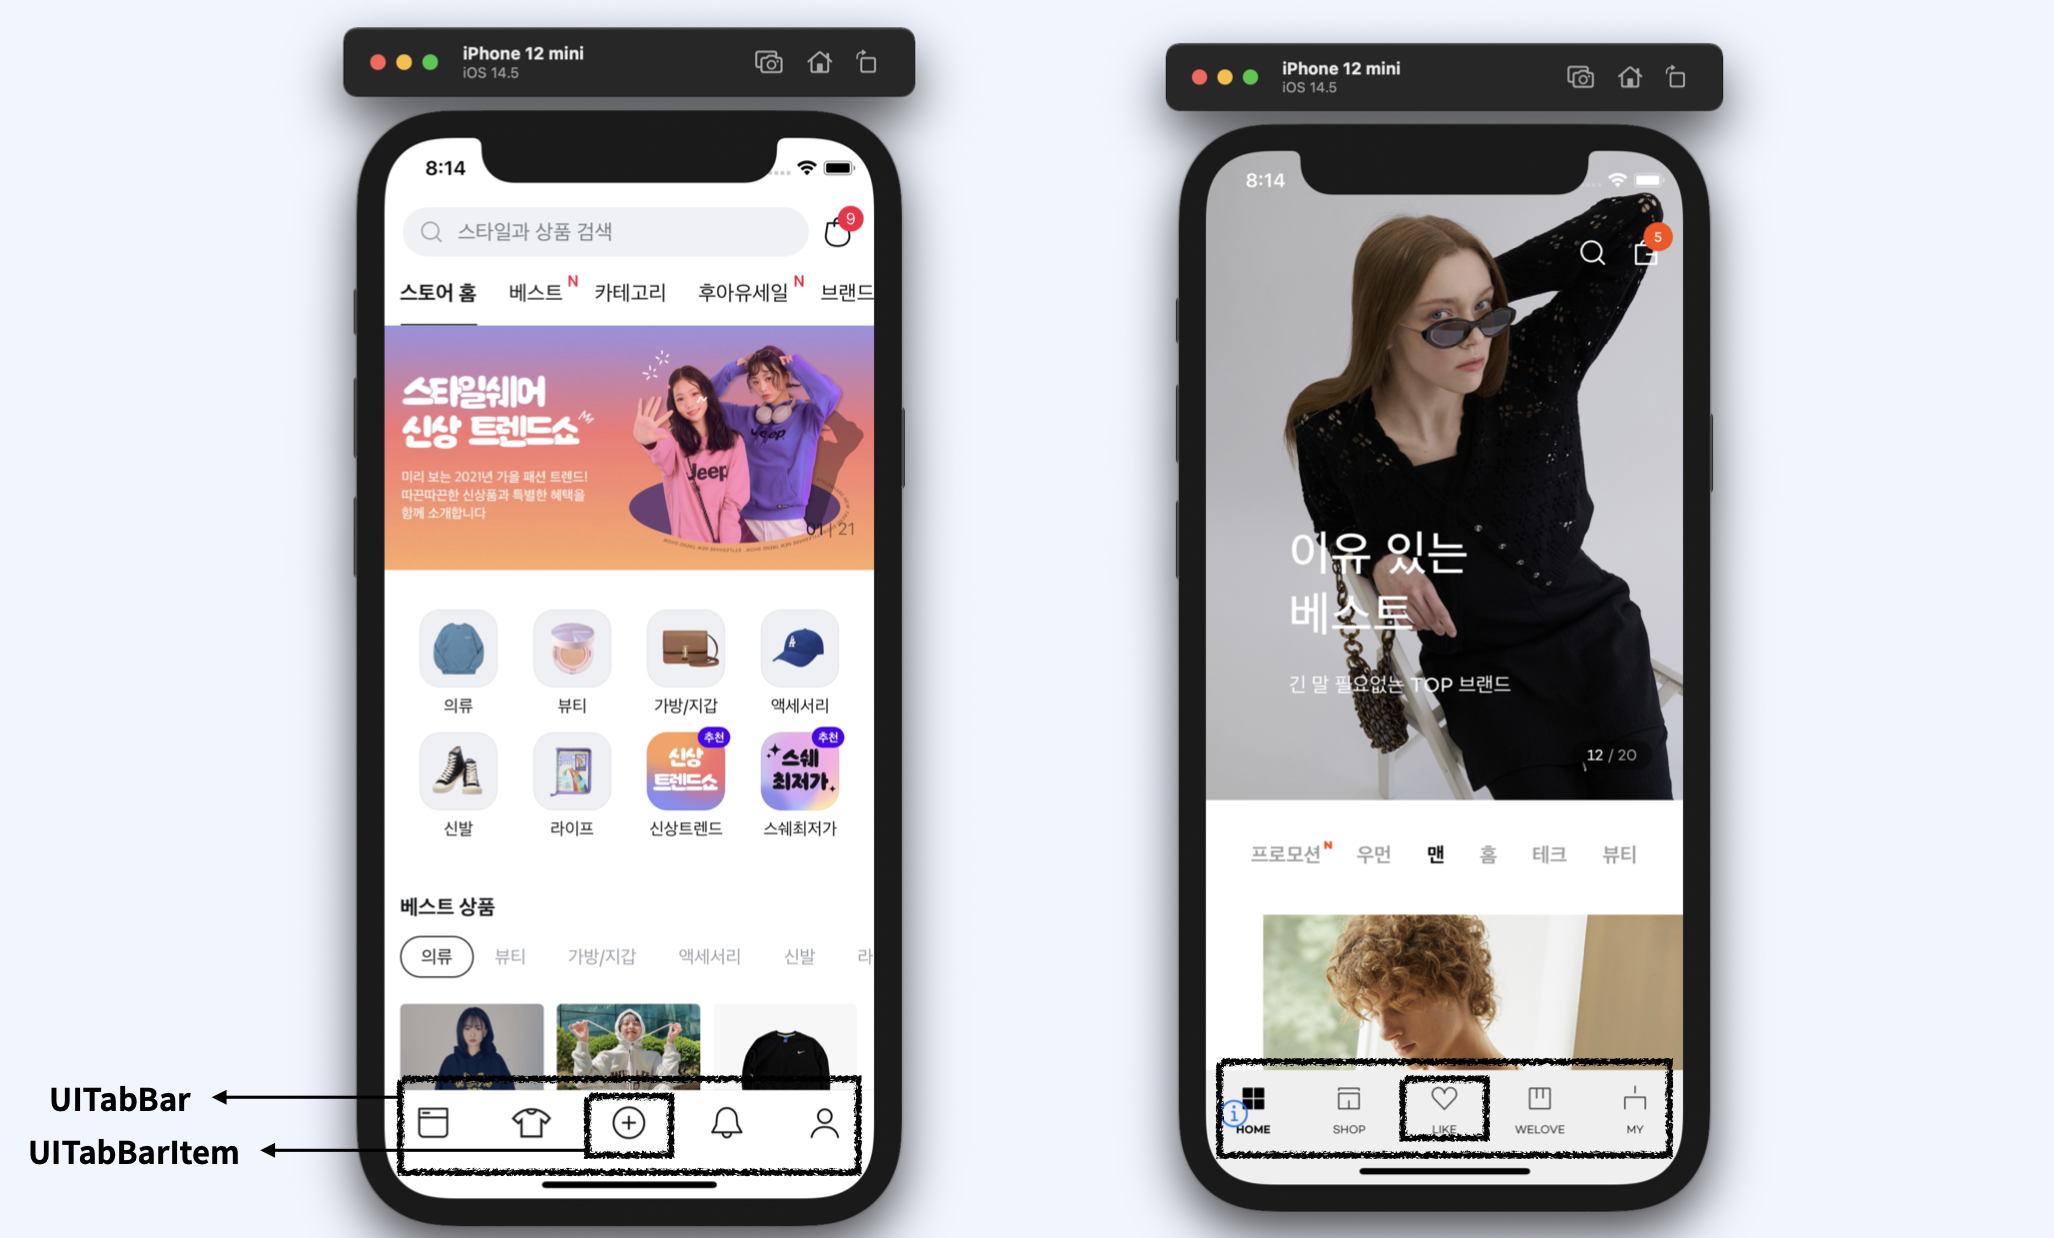 iPhone 12 mini
iOS 14.5
8:14
스타일과 상품 검색
9
스토어 홈
베스트 N
카테고리
후아유세일 N
브랜드
스타일쉐어
신상 트렌드쇼
미리 보는 2021년 가을 패션 트렌드!
따끈따끈한 신상품과 특별한 혜택을
함께 소개합니다
Jeep
Jeep
01 | 21
의류
뷰티
가방/지갑
액세서리
추천
신상
트렌드쇼
추천
스쉐
최저가
신발
라이프
신상트렌드
스쉐최저가
베스트 상품
의류
뷰티
가방/지갑
액세서리
신발
라
UITabBar
UITabBarItem
iPhone 12 mini
iOS 14.5
8:14
5
이유 있는
베스트
긴 말 필요없는 TOP 브랜드
12 / 20
프로모션 N
우먼
맨
홈
테크
뷰티
HOME
SHOP
LIKE
WELOVE
MY